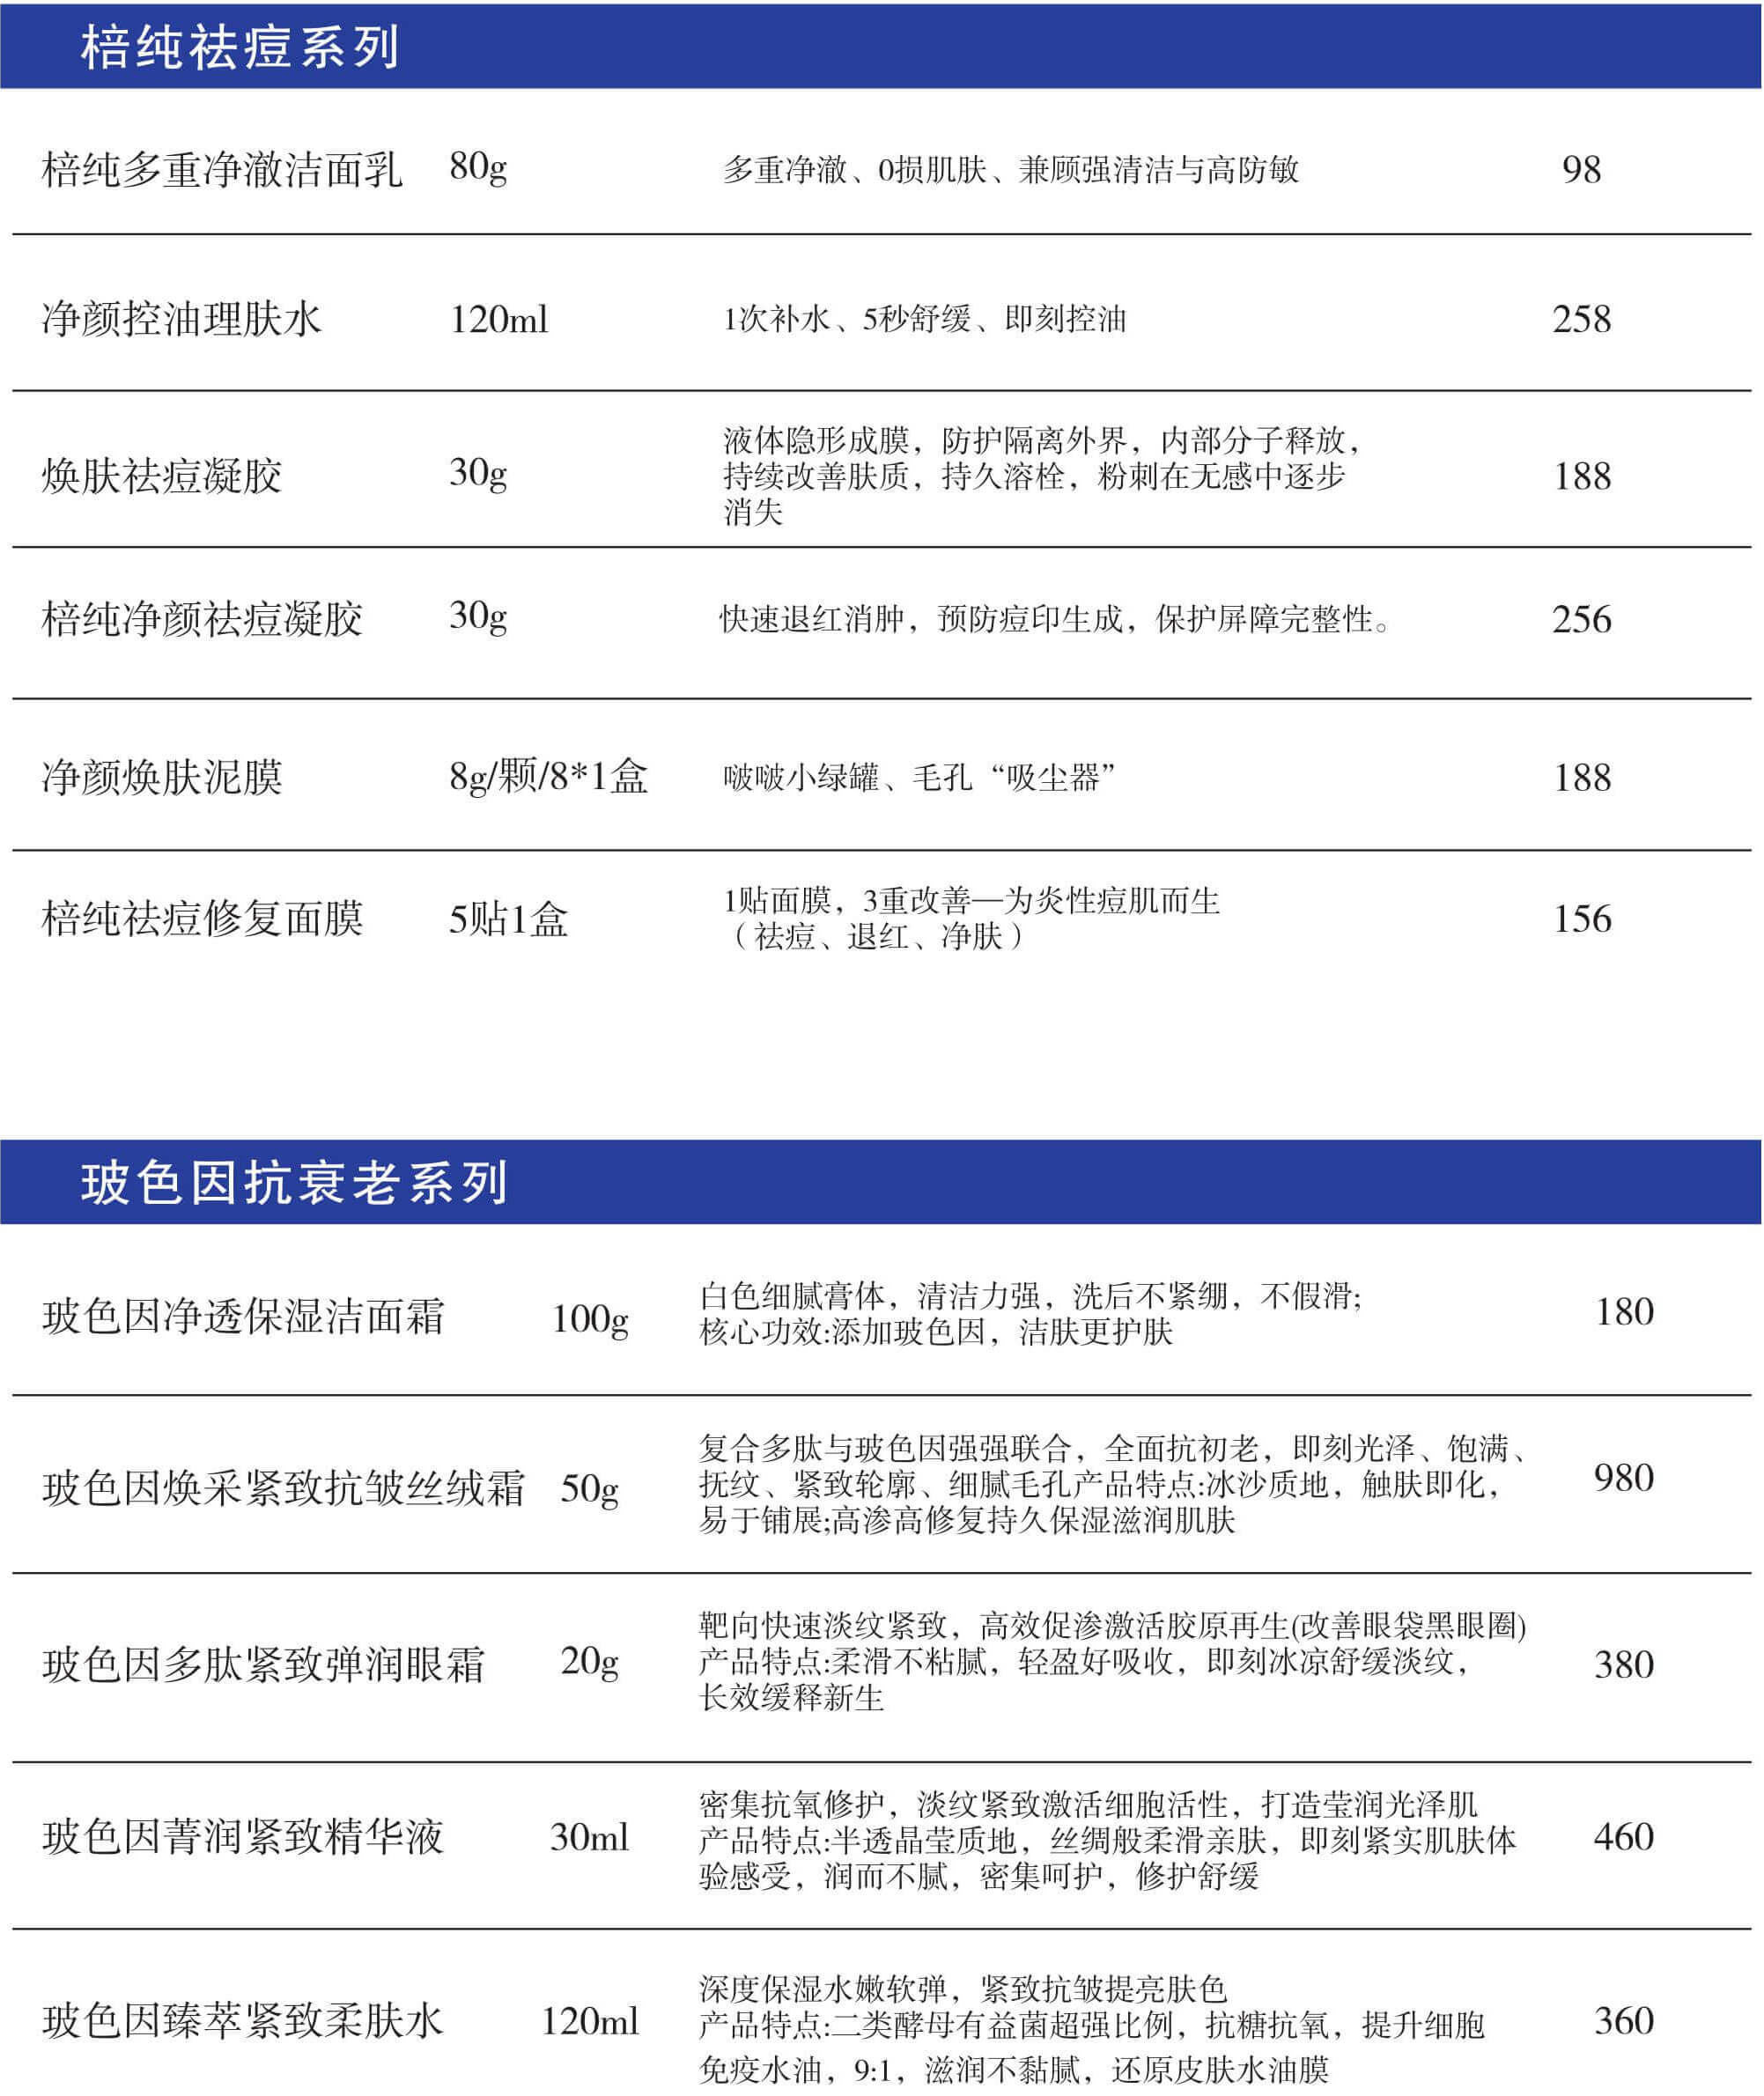 棓纯祛痘系列
棓纯多重净澈洁面乳 80g 多重净澈、0损肌肤、兼顾强清洁与高防敏 98
净颜控油理肤水 120ml 1次补水、5秒舒缓、即刻控油 258
焕肤祛痘凝胶 30g 液体隐形成膜，防护隔离外界，内部分子释放，
持续改善肤质，持久溶栓，粉刺在无感中逐步 188
消失
棓纯净颜祛痘凝胶 30g 快速退红消肿，预防痘印生成，保护屏障完整性。 256
净颜焕肤泥膜 8g/颗/8*1盒 啵啵小绿罐、毛孔“吸尘器” 188
棓纯祛痘修复面膜 5贴1盒 1贴面膜，3重改善—为炎性痘肌而生 156
（祛痘、退红、净肤）
玻色因抗衰老系列
玻色因净透保湿洁面霜 100g 白色细腻膏体，清洁力强，洗后不紧绷，不假滑; 180
核心功效:添加玻色因，洁肤更护肤
玻色因焕采紧致抗皱丝绒霜 50g 复合多肽与玻色因强强联合，全面抗初老，即刻光泽、饱满、 980
抚纹、紧致轮廓、细腻毛孔产品特点:冰沙质地，触肤即化，
易于铺展;高渗高修复持久保湿滋润肌肤
玻色因多肽紧致弹润眼霜 20g 靶向快速淡纹紧致，高效促渗激活胶原再生(改善眼袋黑眼圈) 380
产品特点:柔滑不粘腻，轻盈好吸收，即刻冰凉舒缓淡纹，
长效缓释新生
玻色因菁润紧致精华液 30ml 密集抗氧修护，淡纹紧致激活细胞活性，打造莹润光泽肌 460
产品特点:半透晶莹质地，丝绸般柔滑亲肤，即刻紧实肌肤体
验感受，润而不腻，密集呵护，修护舒缓
玻色因臻萃紧致柔肤水 120ml 深度保湿水嫩软弹，紧致抗皱提亮肤色 360
产品特点:二类酵母有益菌超强比例，抗糖抗氧，提升细胞
免疫水油，9:1，滋润不黏腻，还原皮肤水油膜